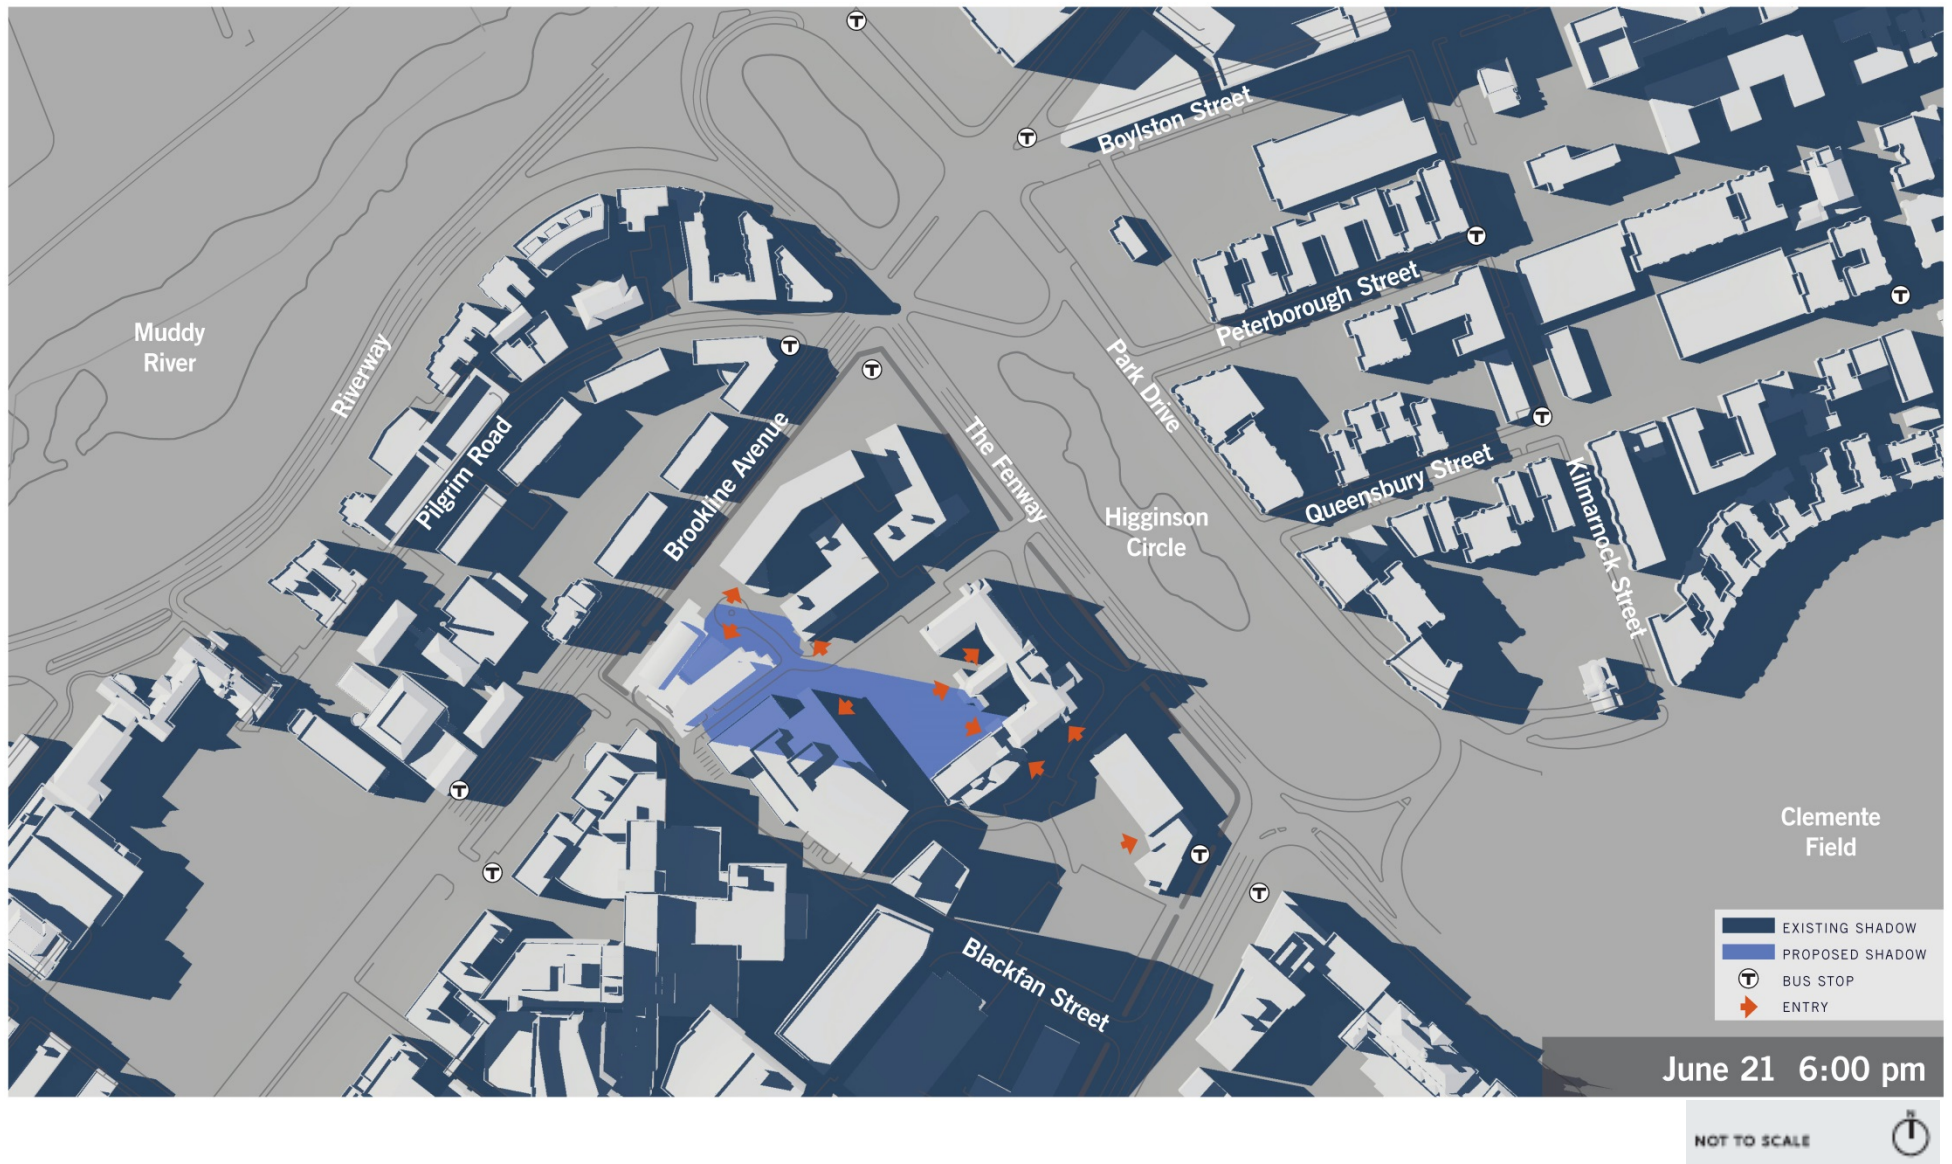 T
T
Boylston Street
T
Peterborough Street
T
Muddy
River
Riverway
T
T
Park Drive
T
Pilgrim Road
Brookline Avenue
The Fenway
Queensbury Street
Kilmarnock Street
Higginson
Circle
T
T
T
T
Clemente
Field
Blackfan Street
EXISTING SHADOW
PROPOSED SHADOW
T BUS STOP
ENTRY
June 21 6:00 pm
N
NOT TO SCALE